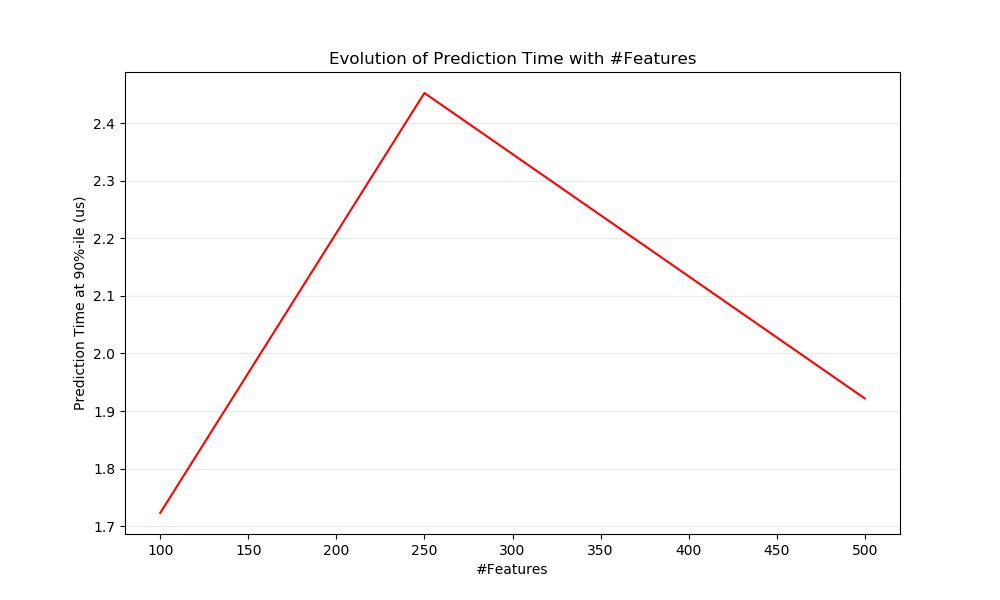 Evolution of Prediction Time with #Features
Prediction Time at 90%-ile (us)
2.4
2.3
2.2
2.1
2.0
1.9
1.8
1.7
100 150 200 250 300 350 400 450 500
#Features